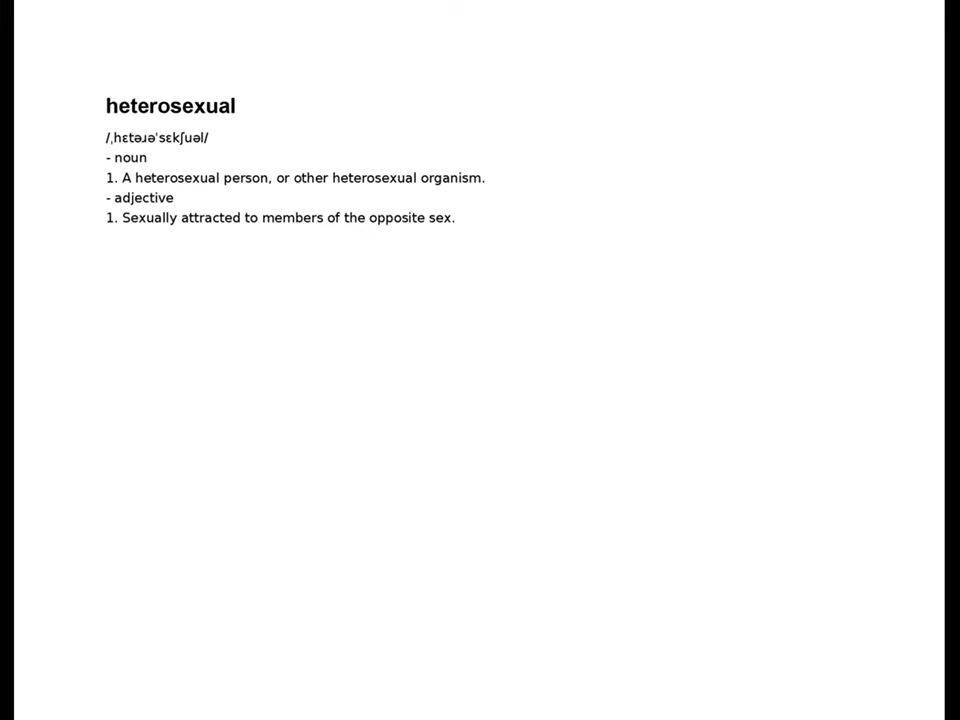 heterosexual
/ˌhɛtəɹəˈsɛkʃuəl/
- noun
1. A heterosexual person, or other heterosexual organism.
- adjective
1. Sexually attracted to members of the opposite sex.